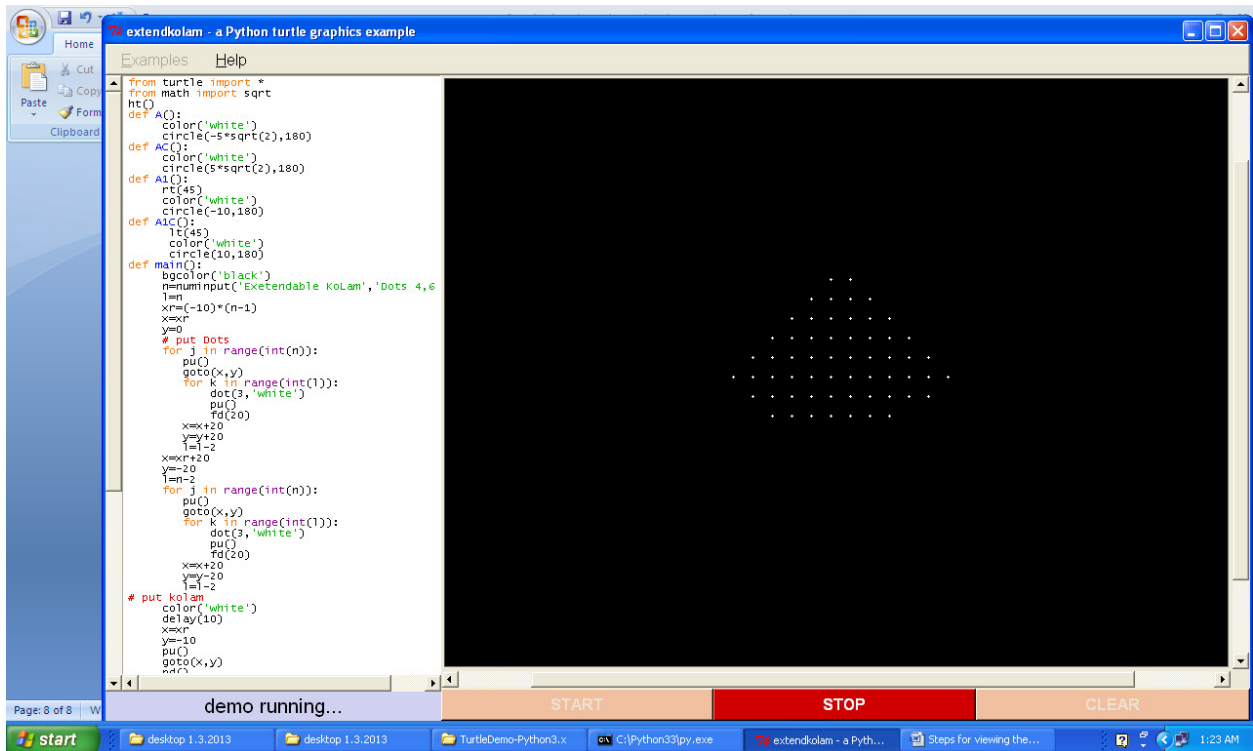 extendkolam - a Python turtle graphics example
Home
Cut
Copy
Paste
Form
Clipboard
Examples Help
from turtle import *
from math import sqrt
ht()
def A():
color('white')
circle(-5*sqrt(2),180)
def AC():
color('white')
circle(5*sqrt(2),180)
def A1():
rt(45)
color('white')
circle(-10,180)
def A1C():
lt(45)
color('white')
circle(10,180)
def main():
bgcolor('black')
n=numinput('Exetendable KoLam','Dots 4,6
l=n
xr=(-10)*(n-1)
x=xr
y=0
# put Dots
for j in range(int(n)):
pu()
goto(x,y)
for k in range(int(l)):
dot(3,'white')
pu()
fd(20)
x=x+20
y=y+20
l=l-2
x=xr+20
y=-20
l=n-2
for j in range(int(n)):
pu()
goto(x,y)
for k in range(int(l)):
dot(3,'white')
pu()
fd(20)
x=x+20
y=y-20
l=l-2
# put kolam
color('white')
delay(10)
x=xr
y=-10
pu()
goto(x,y)
demo running...
START
STOP
CLEAR
Page: 8 of 8 W
start
desktop 1.3.2013
desktop 1.3.2013
TurtleDemo-Python3.x
C:\Python33\py.exe
extendkolam - a Pyth...
Steps for viewing the...
1:23 AM